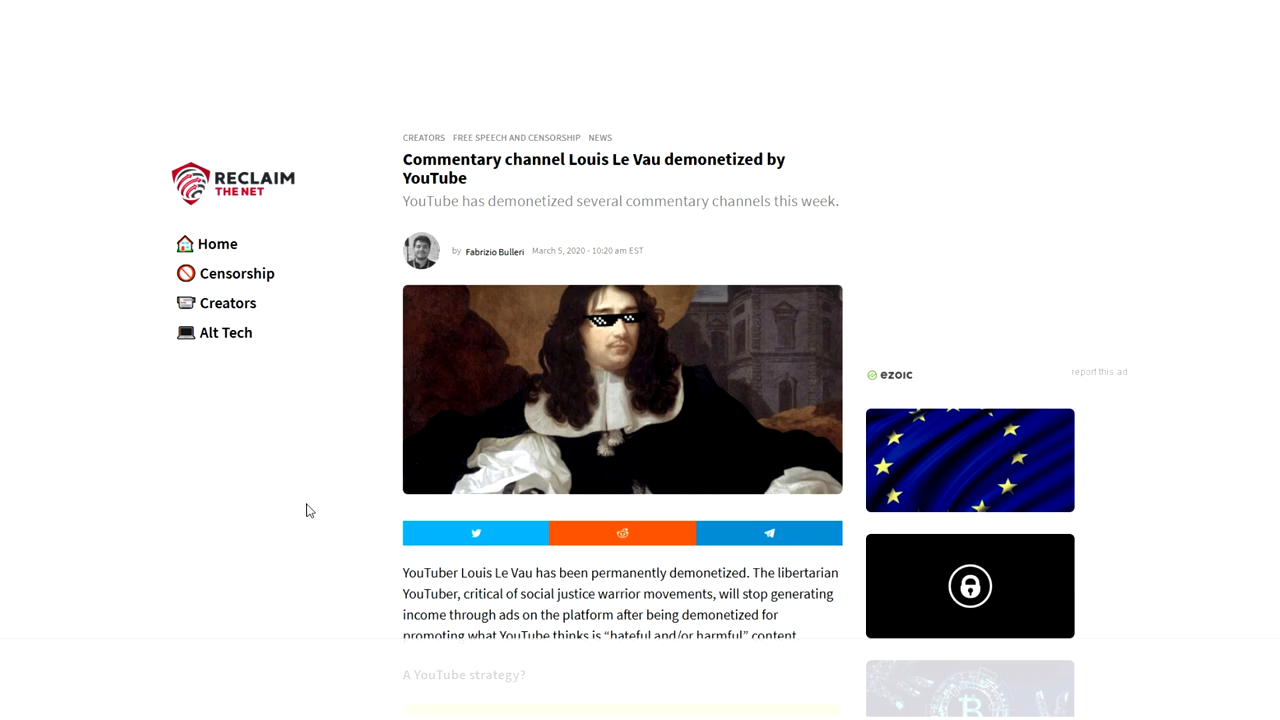 CREATORS FREE SPEECH AND CENSORSHIP NEWS
Commentary channel Louis Le Vau demonetized by
YouTube
YouTube has demonetized several commentary channels this week.
RECLAIM
THE NET
Home
Censorship
Creators
Alt Tech
by Fabrizio Bulleri March 5, 2020 - 10:20 am EST
ezoic
report this ad
YouTuber Louis Le Vau has been permanently demonetized. The libertarian
YouTuber, critical of social justice warrior movements, will stop generating
income through ads on the platform after being demonetized for
promoting what YouTube thinks is “hateful and/or harmful” content
A YouTube strategy?